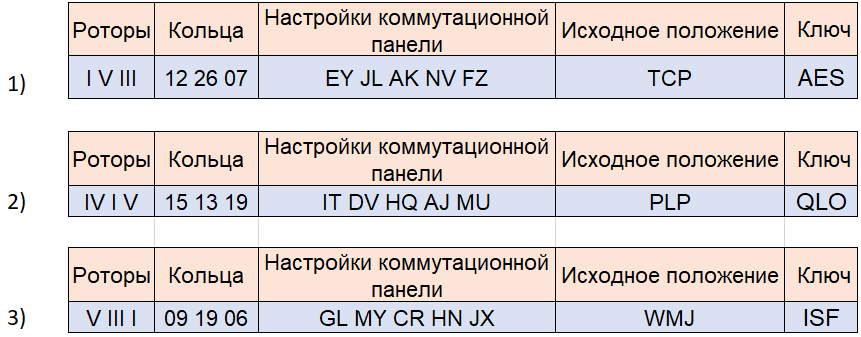 Роторы Кольца Настройки коммутационной панели Исходное положение Ключ
1) I V III 12 26 07 EY JL AK NV FZ TCP AES
Роторы Кольца Настройки коммутационной панели Исходное положение Ключ
2) IV I V 15 13 19 IT DV HQ AJ MU PLP QLO
Роторы Кольца Настройки коммутационной панели Исходное положение Ключ
3) V III I 09 19 06 GL MY CR HN JX WMJ ISF